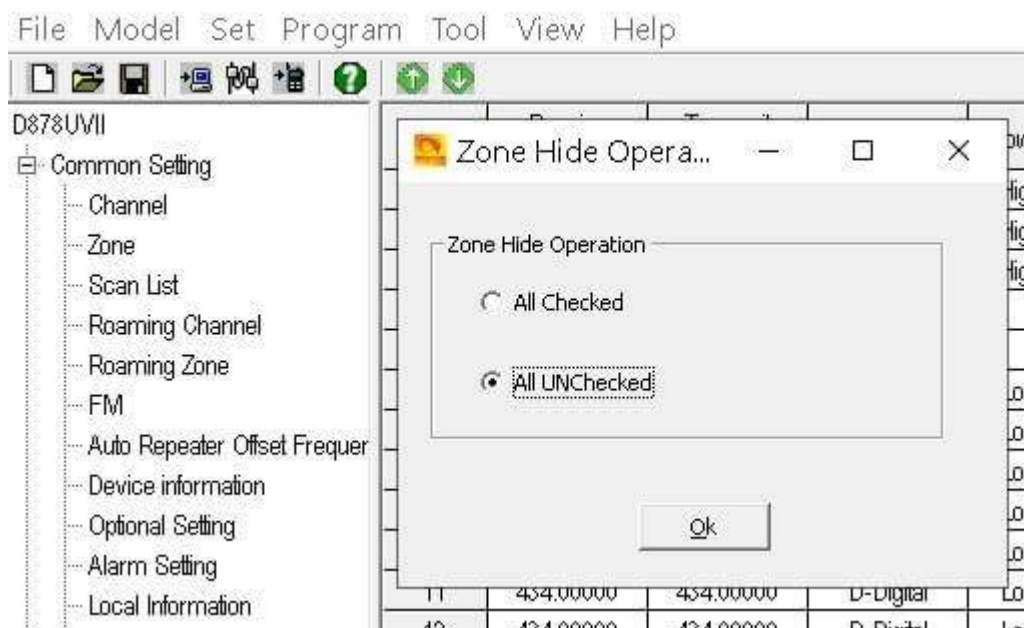 File Model Set Program Tool View Help
D878UVII
Common Setting
Channel
Zone
Scan List
Roaming Channel
Roaming Zone
FM
Auto Repeater Offset Frequer
Device information
Optional Setting
Alarm Setting
Local Information
Zone Hide Opera...
Zone Hide Operation
All Checked
All UNChecked
Ok
11 434.00000 434.00000 D-Digital Lo